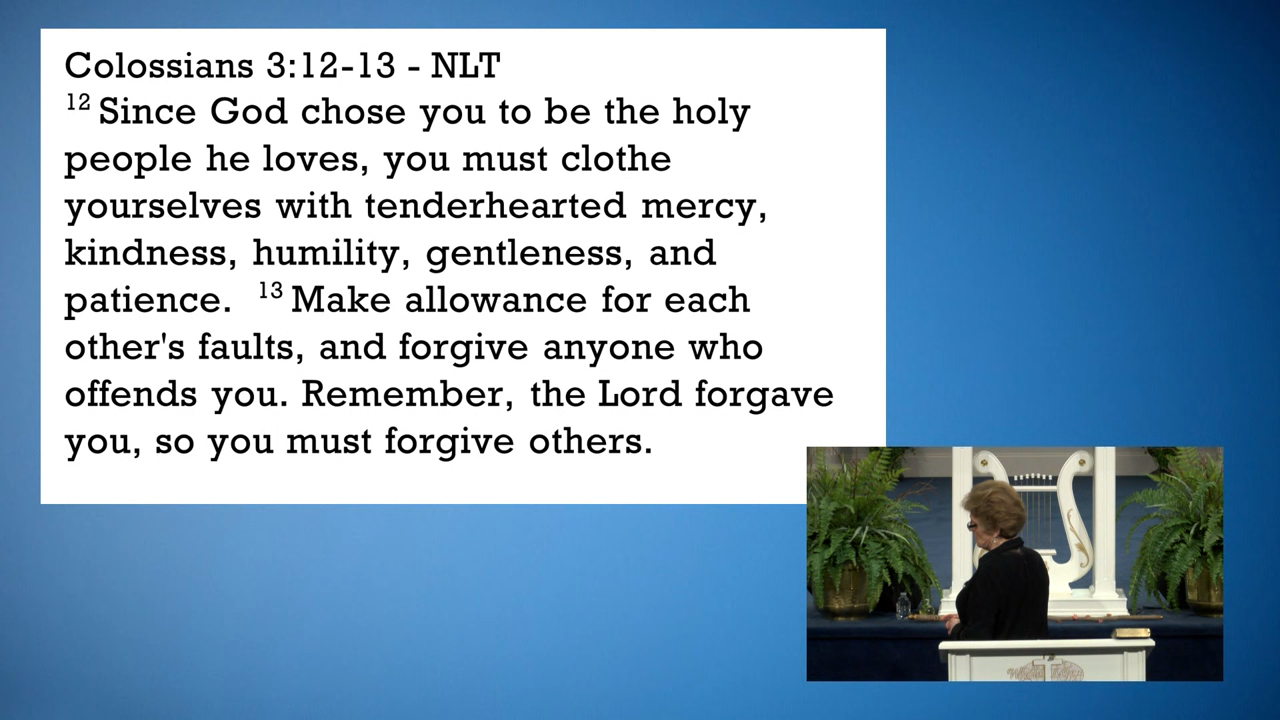 Colossians 3:12-13 - NLT
12 Since God chose you to be the holy
people he loves, you must clothe
yourselves with tenderhearted mercy,
kindness, humility, gentleness, and
patience. 13 Make allowance for each
other's faults, and forgive anyone who
offends you. Remember, the Lord forgave
you, so you must forgive others.